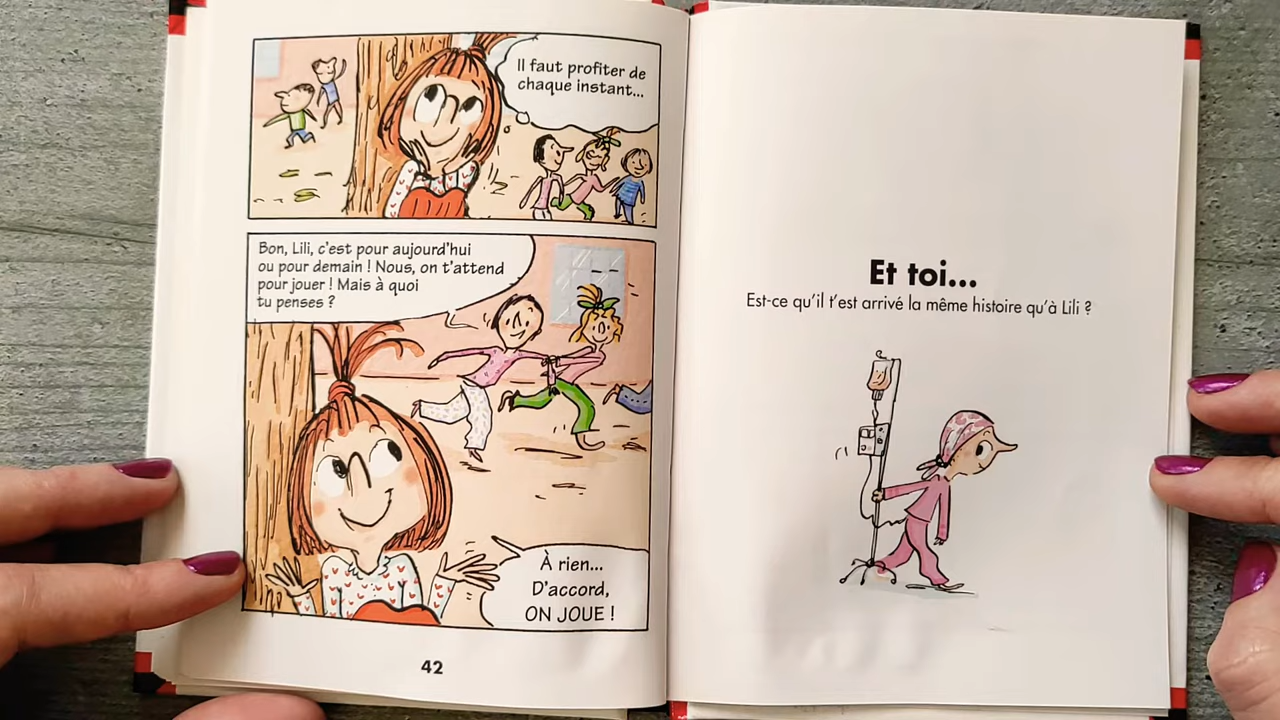 Il faut profiter de
chaque instant...
Bon, Lili, c'est pour aujourd'hui
ou pour demain ! Nous, on t'attend
pour jouer ! Mais à quoi
tu penses ?
À rien...
D'accord,
ON JOUE !
42
Et toi...
Est-ce qu'il t'est arrivé la même histoire qu'à Lili ?